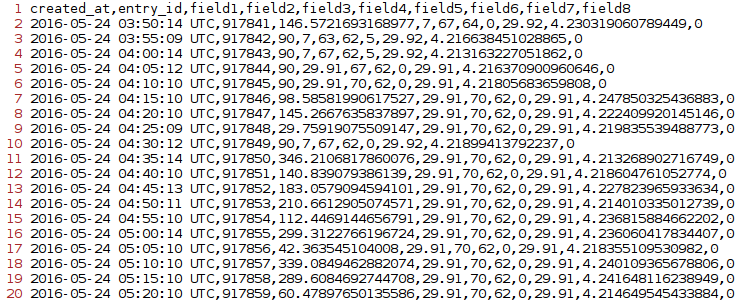 1 created_at,entry_id,field1,field2,field3,field4,field5,field6,field7,field8
2 2016-05-24 03:50:14 UTC,917841,146.5721693168977,7,67,64,0,29.92,4.230319060789449,0
3 2016-05-24 03:55:09 UTC,917842,90,7,63,62,5,29.92,4.216638451028865,0
4 2016-05-24 04:00:14 UTC,917843,90,7,67,62,5,29.92,4.213163227051862,0
5 2016-05-24 04:05:12 UTC,917844,90,29.91,67,62,0,29.91,4.216370900960646,0
6 2016-05-24 04:10:10 UTC,917845,90,29.91,70,62,0,29.91,4.21805683659808,0
7 2016-05-24 04:15:10 UTC,917846,98.58581990617527,29.91,70,62,0,29.91,4.247850325436883,0
8 2016-05-24 04:20:10 UTC,917847,145.2667635837897,29.91,70,62,0,29.91,4.222409920145146,0
9 2016-05-24 04:25:09 UTC,917848,29.75919075509147,29.91,70,62,0,29.91,4.219835539488773,0
10 2016-05-24 04:30:12 UTC,917849,90,7,67,62,0,29.92,4.21899413792237,0
11 2016-05-24 04:35:14 UTC,917850,346.2106817860076,29.91,70,62,0,29.91,4.213268902716749,0
12 2016-05-24 04:40:10 UTC,917851,140.839079386139,29.91,70,62,0,29.91,4.218604761052774,0
13 2016-05-24 04:45:13 UTC,917852,183.0579094594101,29.91,70,62,0,29.91,4.227823965933634,0
14 2016-05-24 04:50:11 UTC,917853,210.6612905074571,29.91,70,62,0,29.91,4.214010335012739,0
15 2016-05-24 04:55:10 UTC,917854,112.4469144656791,29.91,70,62,0,29.91,4.236815884662202,0
16 2016-05-24 05:00:14 UTC,917855,299.3122766196724,29.91,70,62,0,29.91,4.236060417834407,0
17 2016-05-24 05:05:10 UTC,917856,42.363545104008,29.91,70,62,0,29.91,4.218355109530982,0
18 2016-05-24 05:10:10 UTC,917857,339.0849462882074,29.91,70,62,0,29.91,4.240109365678806,0
19 2016-05-24 05:15:10 UTC,917858,289.6084692744708,29.91,70,62,0,29.91,4.241648116238949,0
20 2016-05-24 05:20:10 UTC,917859,60.47897650135586,29.91,70,62,0,29.91,4.214649545433884,0